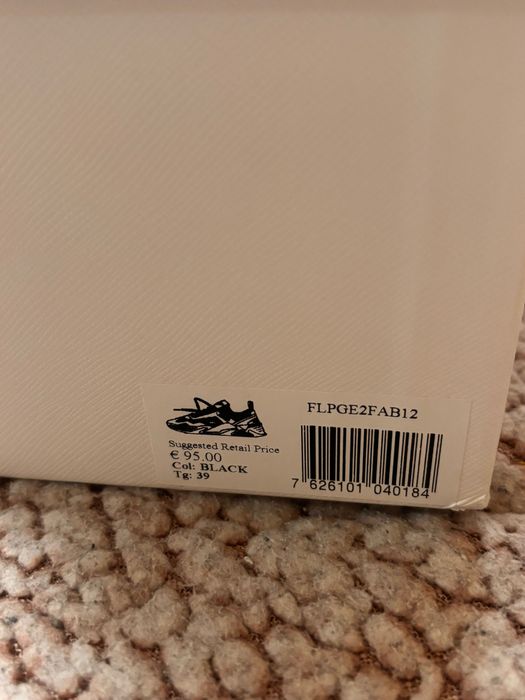 FLPGE2FAB12
Suggested Retail Price
€ 95.00
Col: BLACK
Tg: 39
7 626101 040184